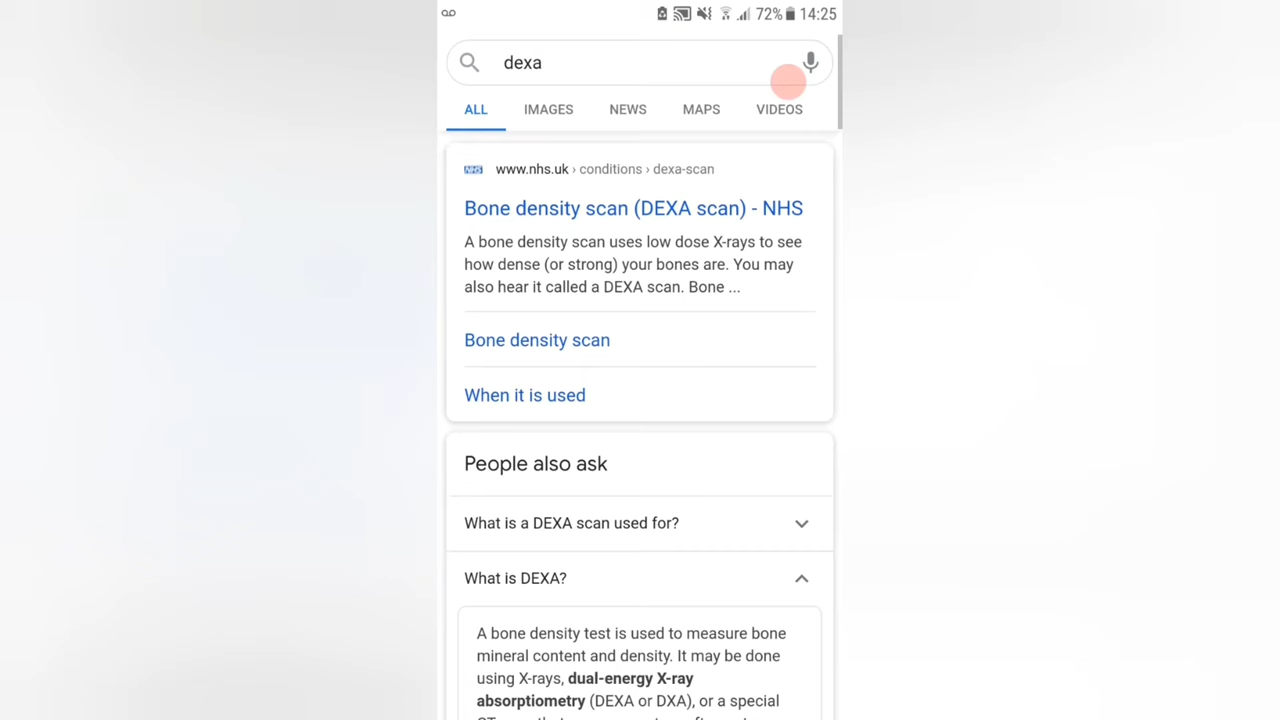 72% 14:25
dexa
ALL IMAGES NEWS MAPS VIDEOS
NHS www.nhs.uk › conditions › dexa-scan
Bone density scan (DEXA scan) - NHS
A bone density scan uses low dose X-rays to see
how dense (or strong) your bones are. You may
also hear it called a DEXA scan. Bone ...
Bone density scan
When it is used
People also ask
What is a DEXA scan used for?
What is DEXA?
A bone density test is used to measure bone
mineral content and density. It may be done
using X-rays, dual-energy X-ray
absorptiometry (DEXA or DXA), or a special